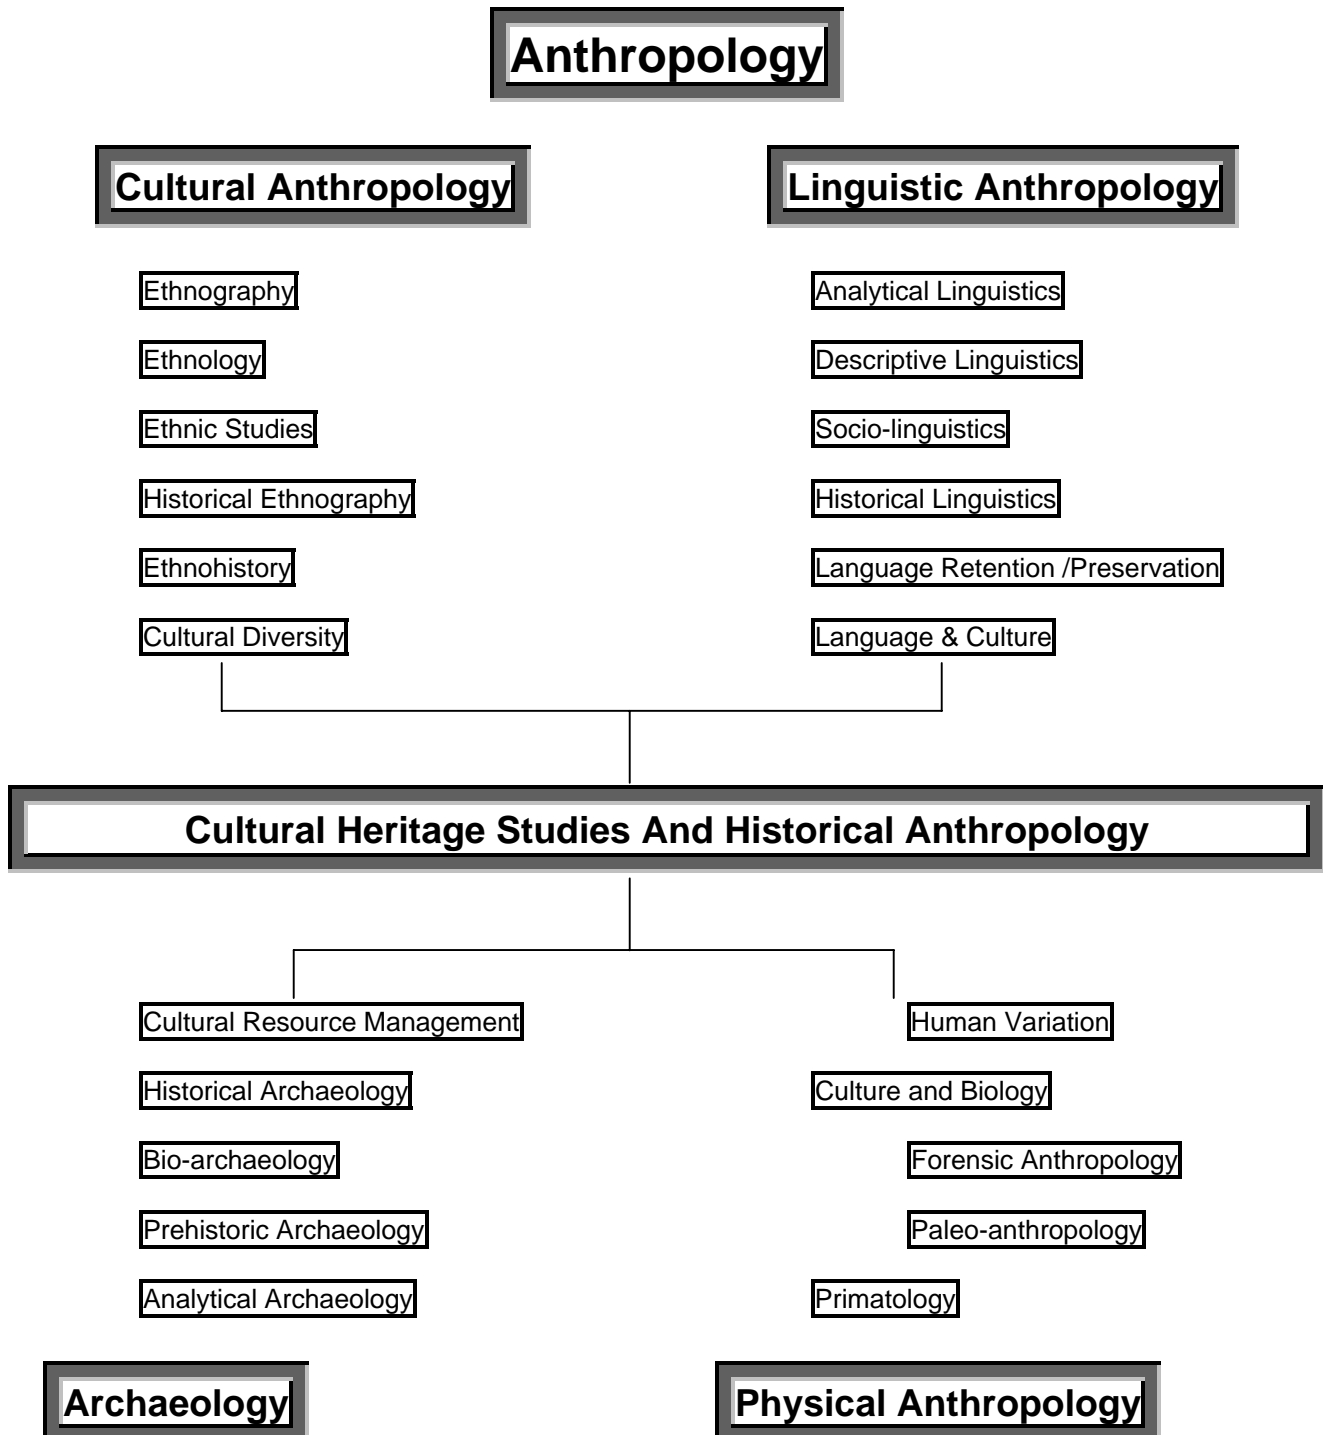 Anthropology
Cultural Anthropology
Linguistic Anthropology
Ethnography
Analytical Linguistics
Ethnology
Descriptive Linguistics
Ethnic Studies
Socio-linguistics
Historical Ethnography
Historical Linguistics
Ethnohistory
Language Retention /Preservation
Cultural Diversity
Language & Culture
Cultural Heritage Studies And Historical Anthropology
Cultural Resource Management
Human Variation
Historical Archaeology
Culture and Biology
Bio-archaeology
Forensic Anthropology
Prehistoric Archaeology
Paleo-anthropology
Analytical Archaeology
Primatology
Archaeology
Physical Anthropology